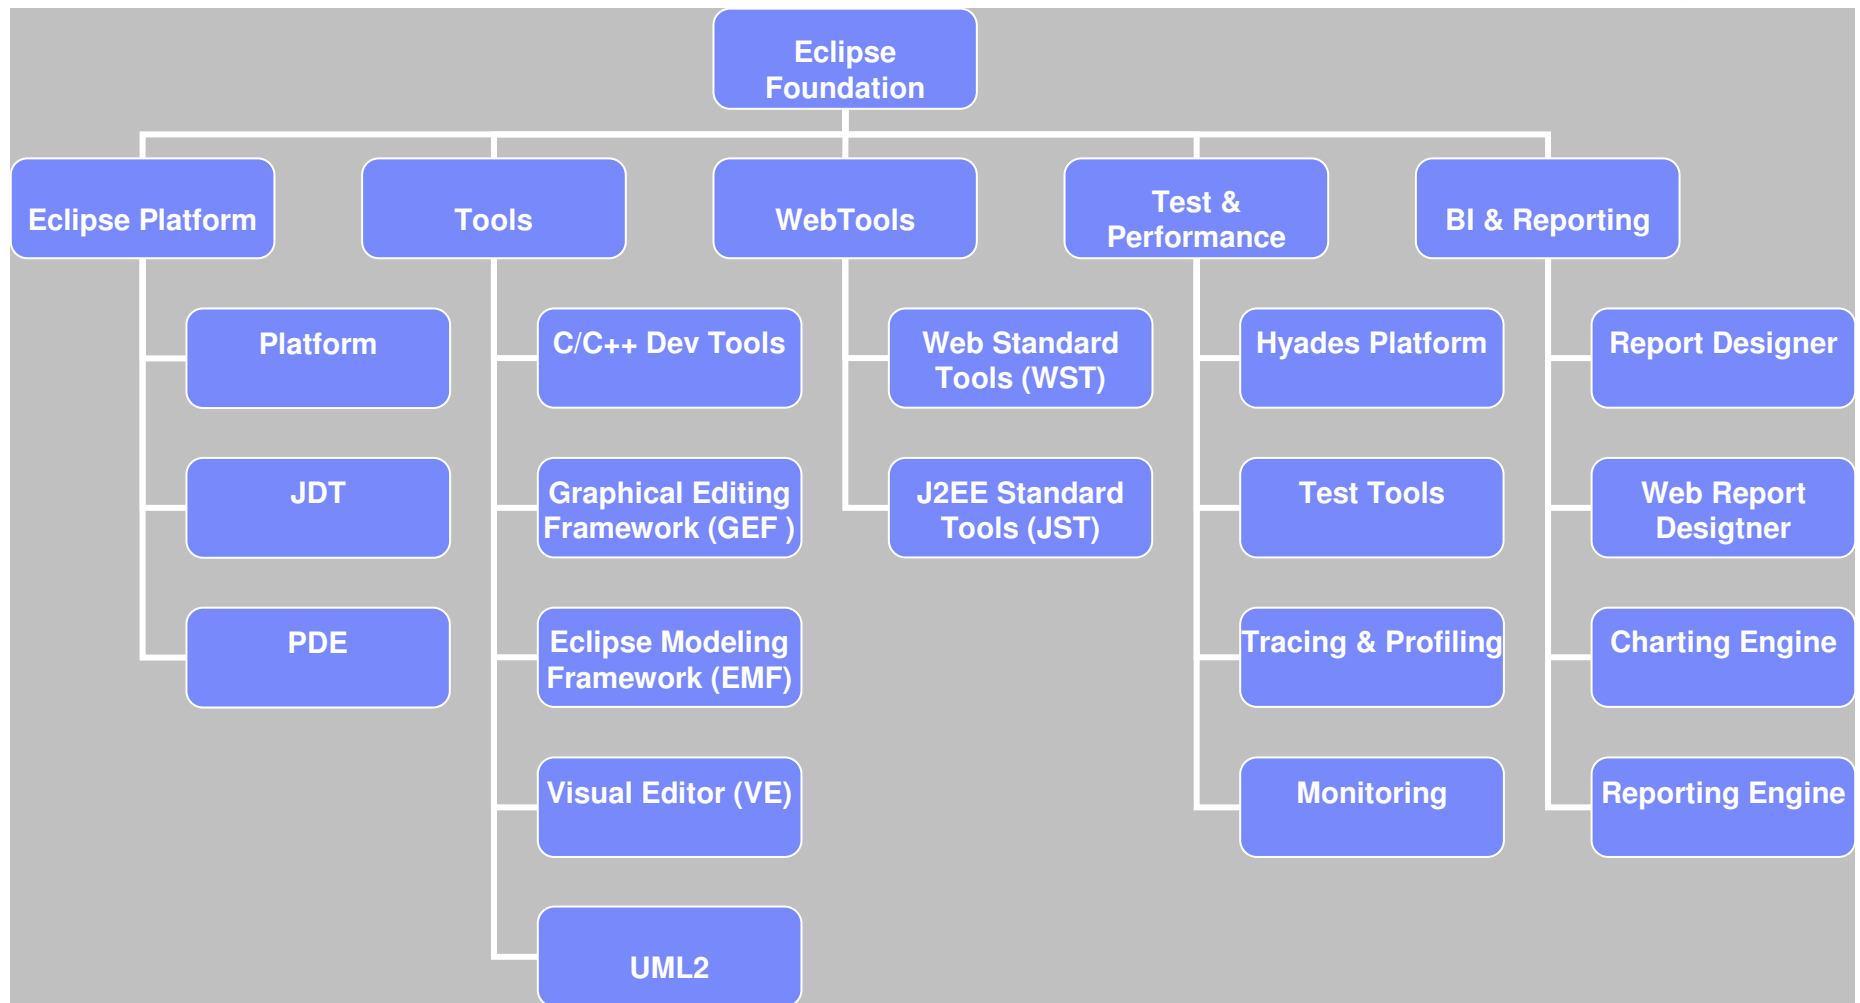 Eclipse
Foundation
Eclipse Platform
Tools
WebTools
Test &
Performance
BI & Reporting
Platform
JDT
PDE
C/C++ Dev Tools
Graphical Editing
Framework (GEF )
Eclipse Modeling
Framework (EMF)
Visual Editor (VE)
UML2
Web Standard
Tools (WST)
J2EE Standard
Tools (JST)
Hyades Platform
Test Tools
Tracing & Profiling
Monitoring
Report Designer
Web Report
Desigtner
Charting Engine
Reporting Engine